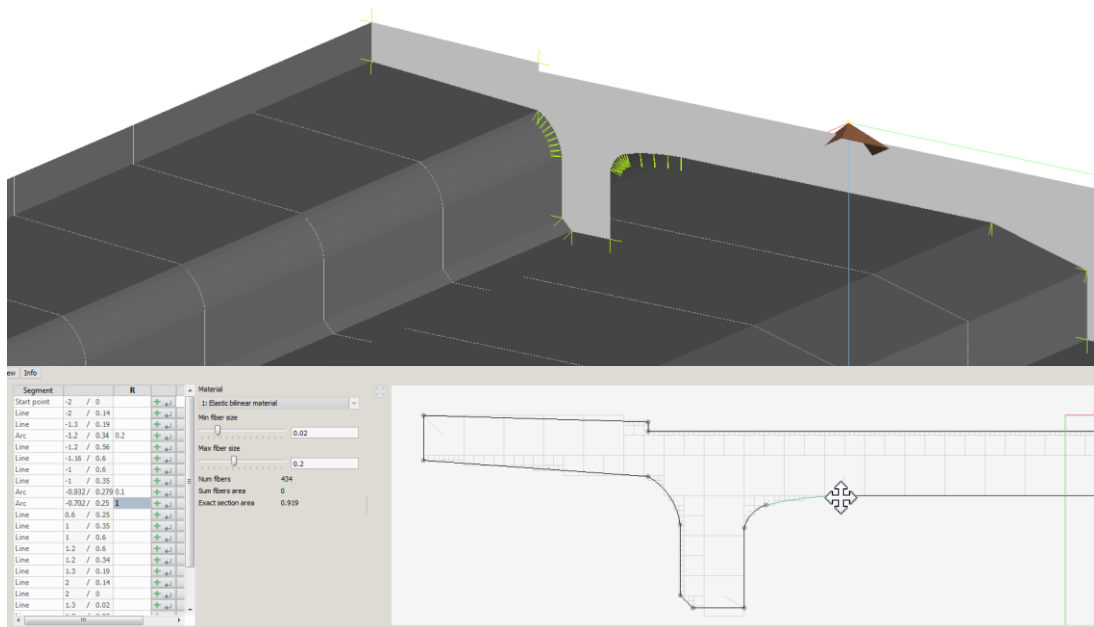 ew Info
Segment R
Start point -2 / 0
Line -2 / 0.14
Line -1.3 / 0.19
Arc -1.2 / 0.34 0.2
Line -1.2 / 0.56
Line -1.16 / 0.6
Line -1 / 0.6
Line -1 / 0.35
Arc -0.932/ 0.279 0.1
Arc -0.702/ 0.25 1
Line 0.6 / 0.25
Line 1 / 0.35
Line 1 / 0.6
Line 1.2 / 0.6
Line 1.2 / 0.34
Line 1.3 / 0.19
Line 2 / 0.14
Line 2 / 0
Line 1.3 / 0.02
Material
1: Elastic bilinear material
Min fiber size
0.02
Max fiber size
0.2
Num fibers 434
Sum fibers area 0
Exact section area 0.919